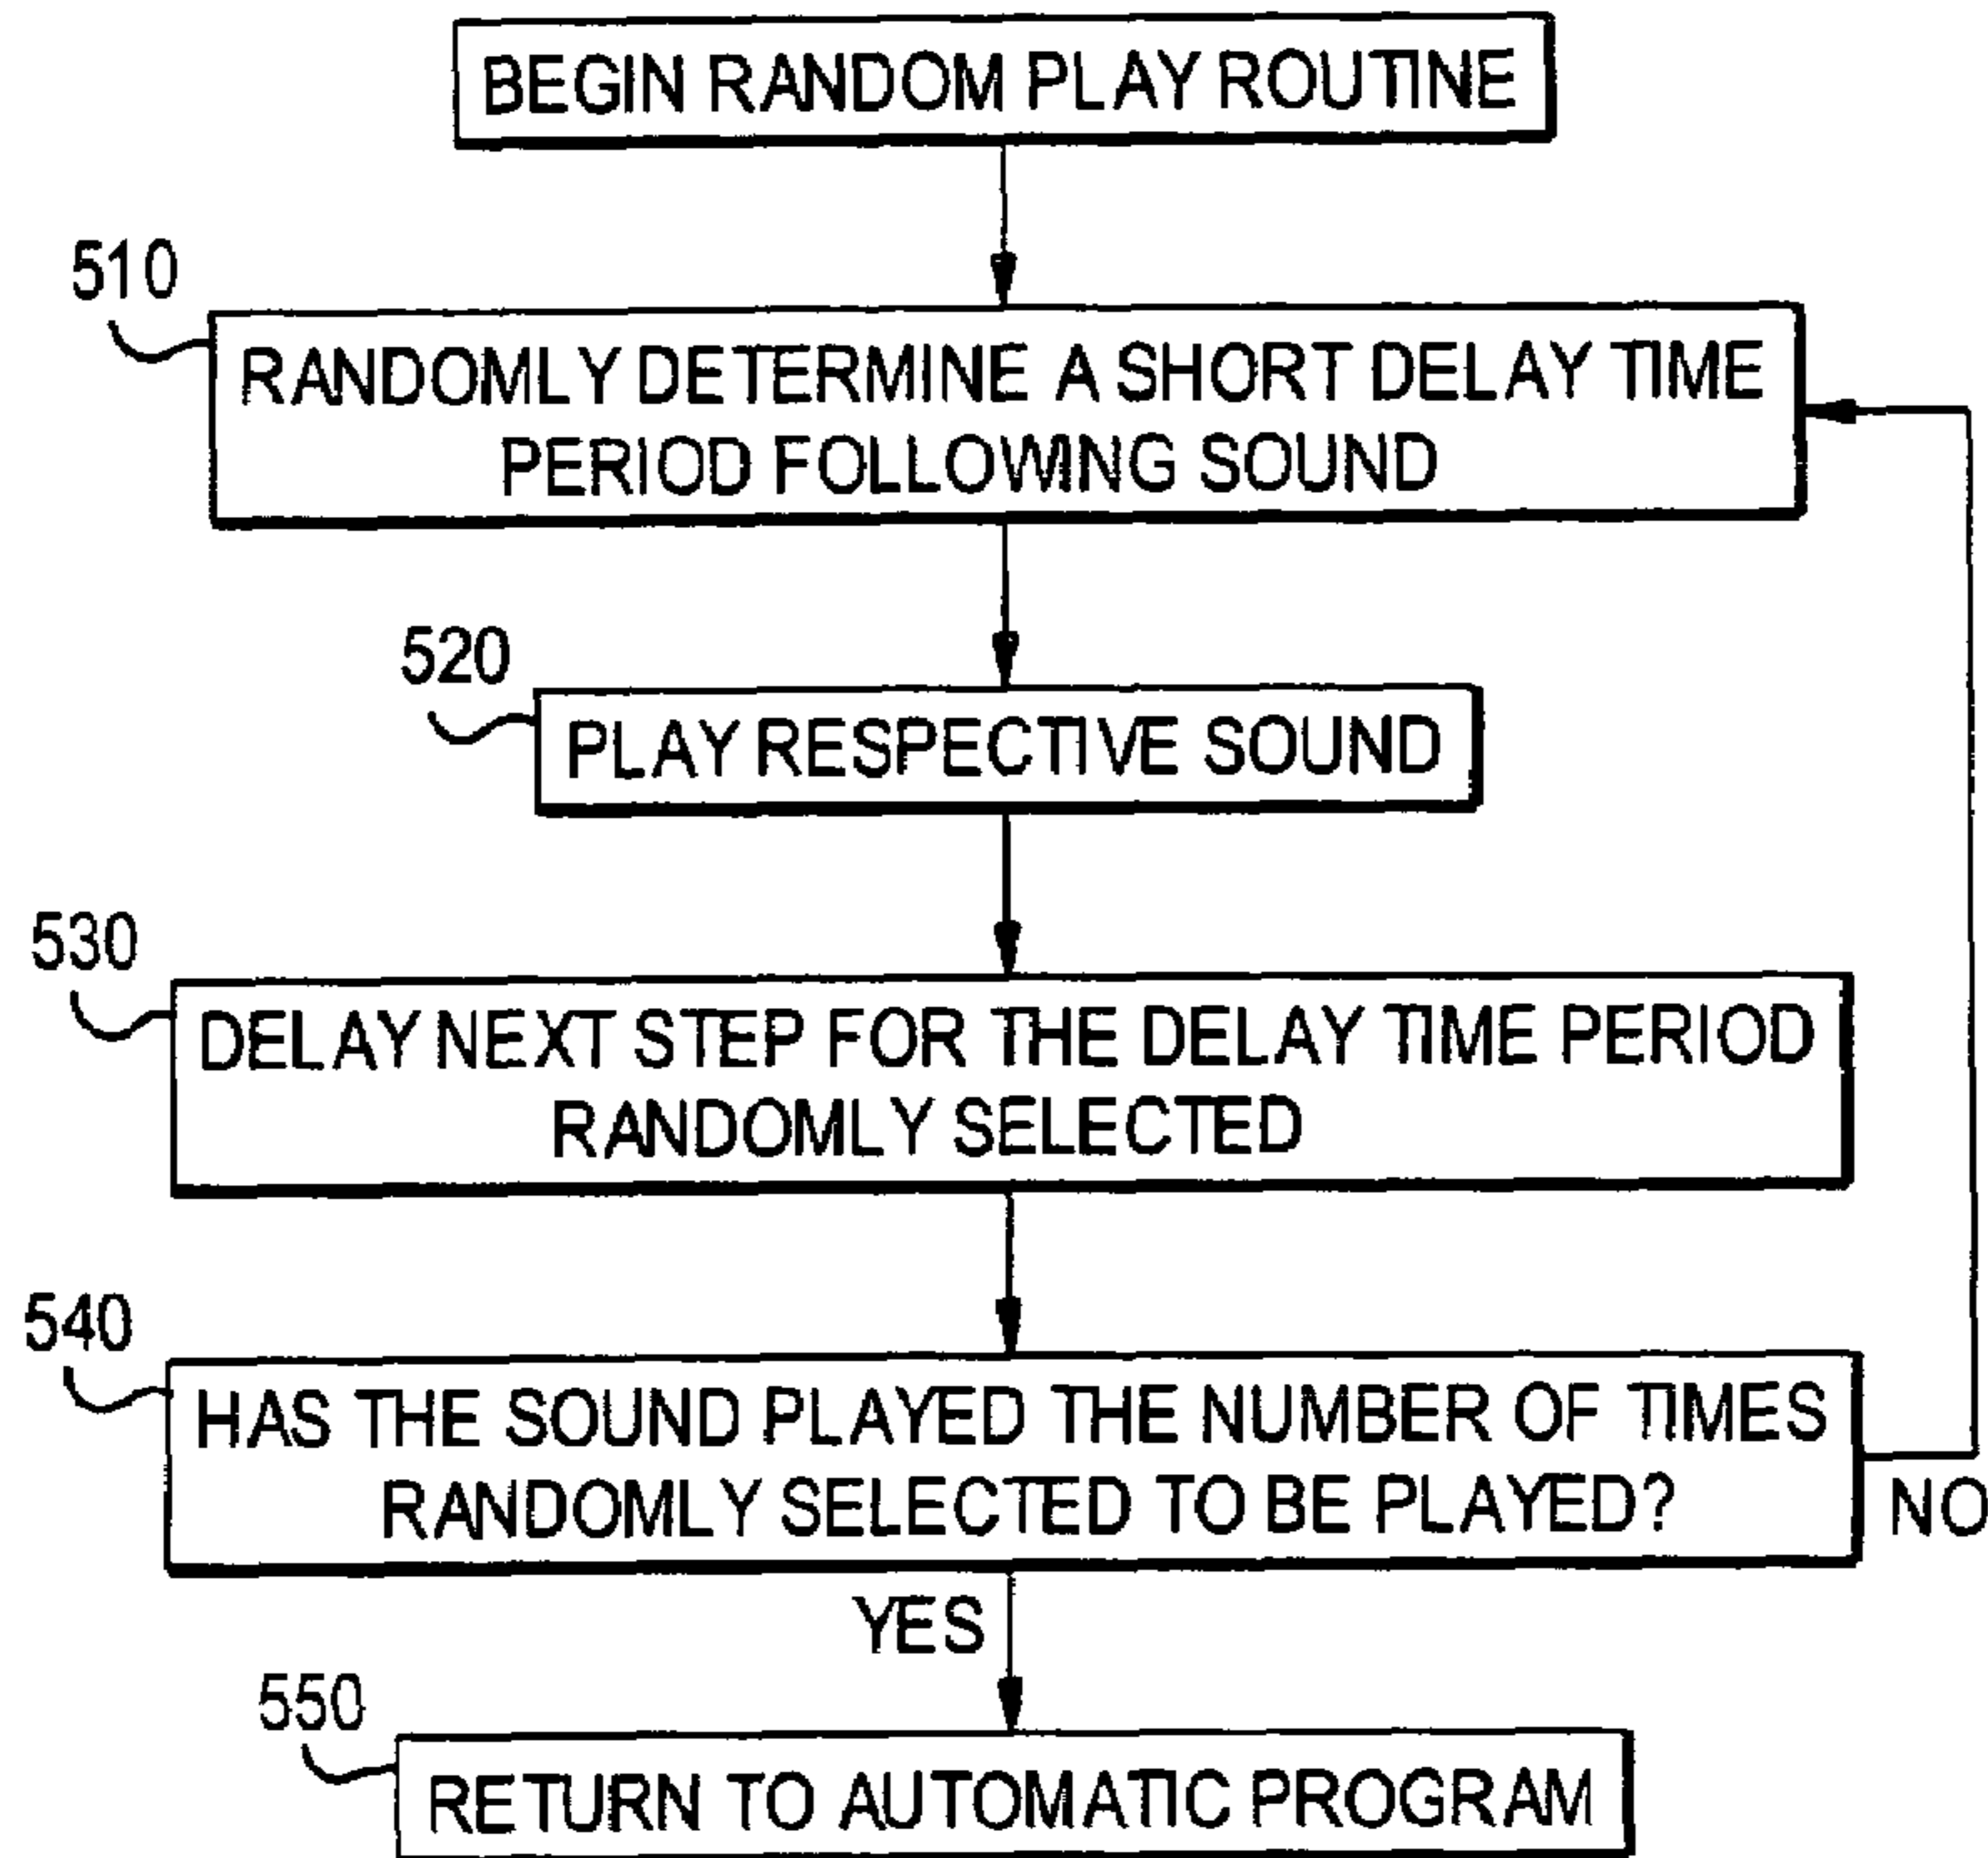 BEGIN RANDOM PLAY ROUTINE
510
RANDOMLY DETERMINE A SHORT DELAY TIME
PERIOD FOLLOWING SOUND
520
PLAY RESPECTIVE SOUND
530
DELAY NEXT STEP FOR THE DELAY TIME PERIOD
RANDOMLY SELECTED
540
HAS THE SOUND PLAYED THE NUMBER OF TIMES
RANDOMLY SELECTED TO BE PLAYED?
NO
YES
550
RETURN TO AUTOMATIC PROGRAM